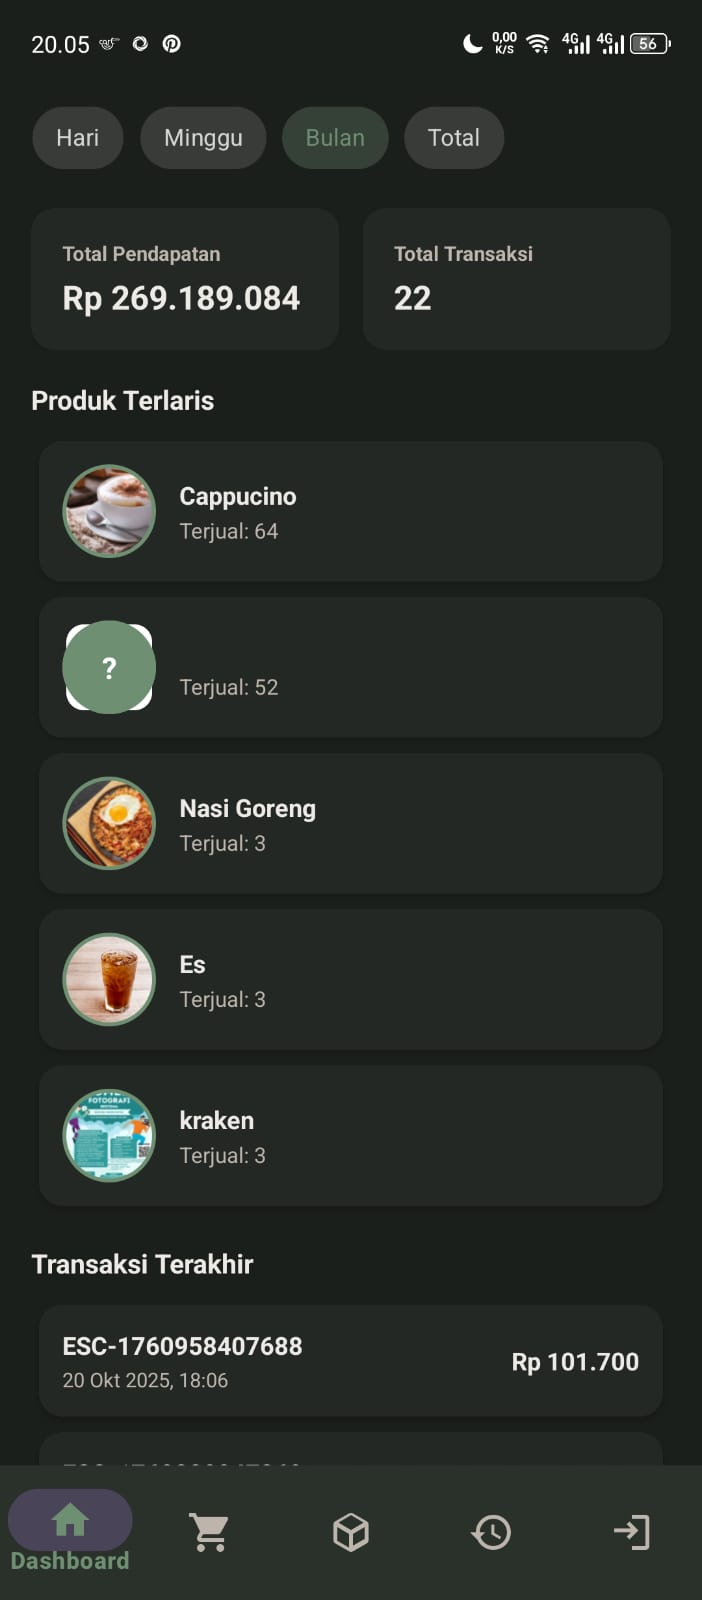 20.05
0,00
K/S
4G
4G
56
Hari
Minggu
Bulan
Total
Total Pendapatan
Rp 269.189.084
Total Transaksi
22
Produk Terlaris
Cappucino
Terjual: 64
?
Terjual: 52
Nasi Goreng
Terjual: 3
Es
Terjual: 3
FOTOGRAFI
kraken
Terjual: 3
Transaksi Terakhir
ESC-1760958407688
20 Okt 2025, 18:06
Rp 101.700
Dashboard